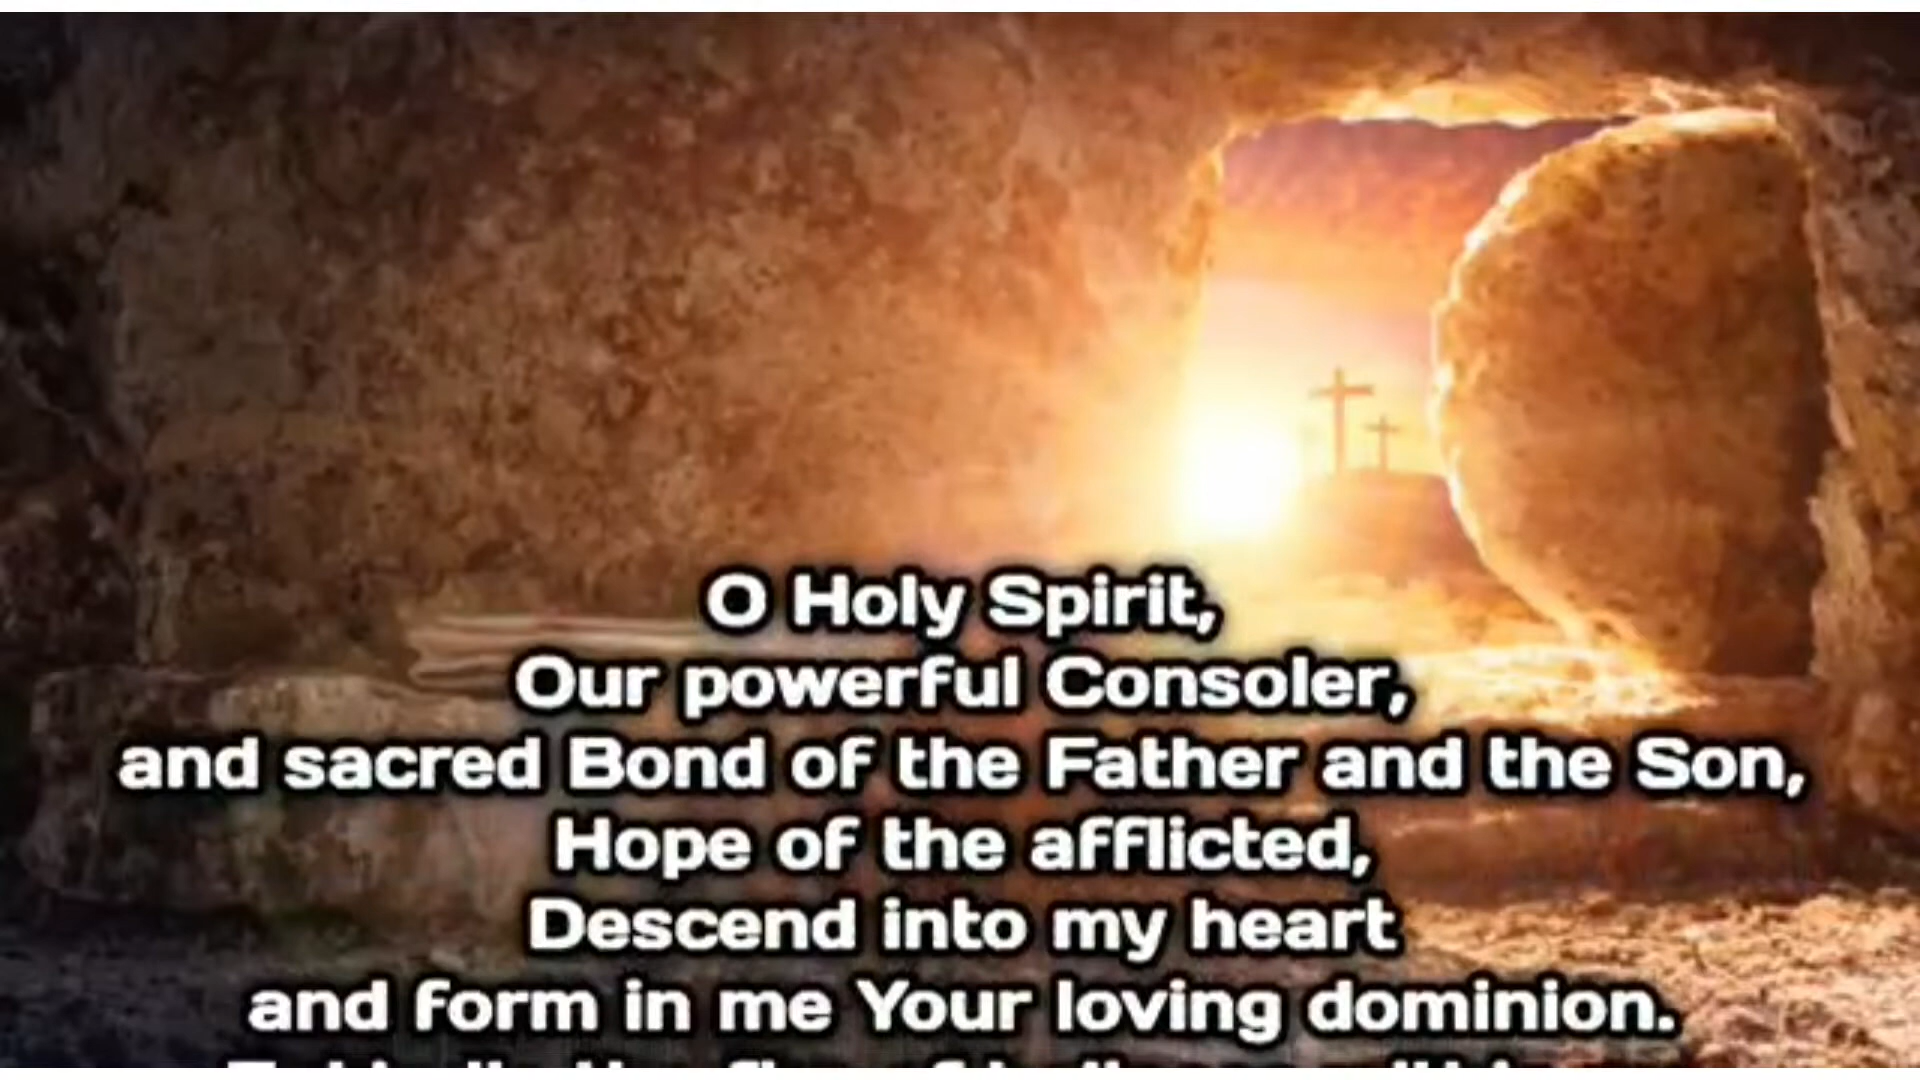 O Holy Spirit,
Our powerful Consoler,
and sacred Bond of the Father and the Son,
Hope of the afflicted,
Descend into my heart
and form in me Your loving dominion.